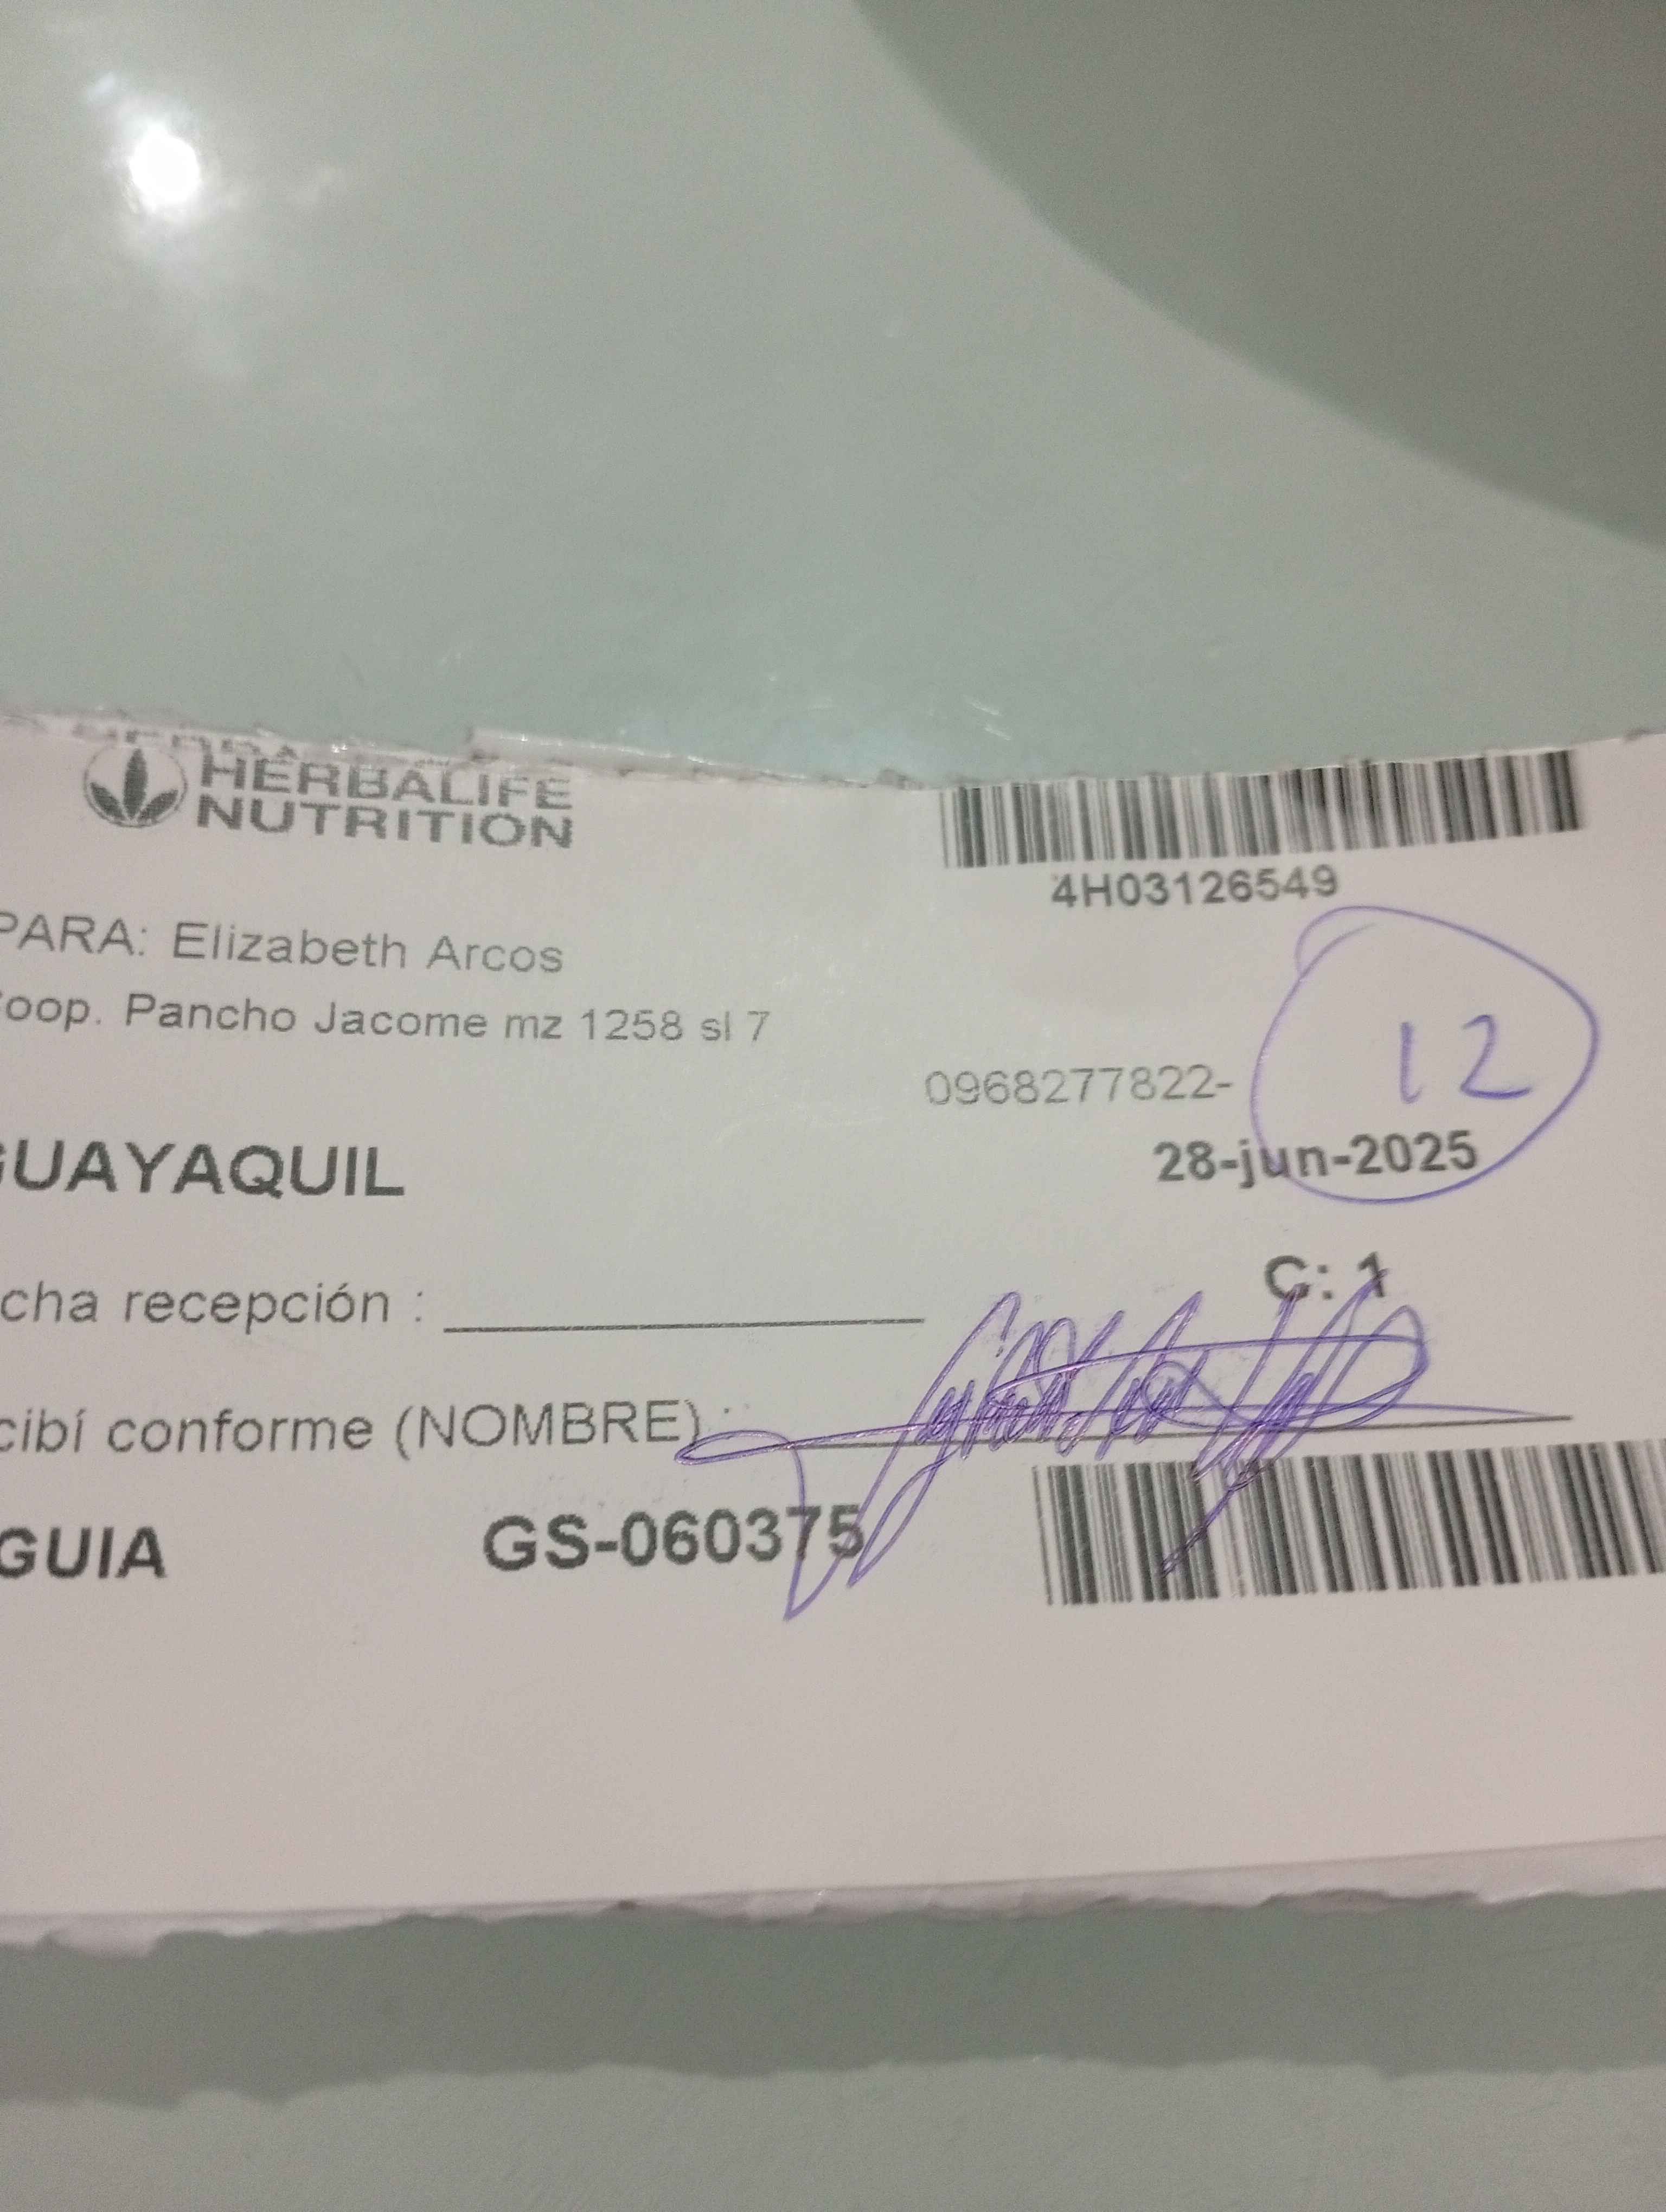 HERBALIFE
NUTRITION
4H03126549
PARA: Elizabeth Arcos
oop. Pancho Jacome mz 1258 sl 7
12
0968277822-
GUAYAQUIL
28-jun-2025
C: 1
cha recepción :
cibí conforme (NOMBRE) :
GUIA GS-060375